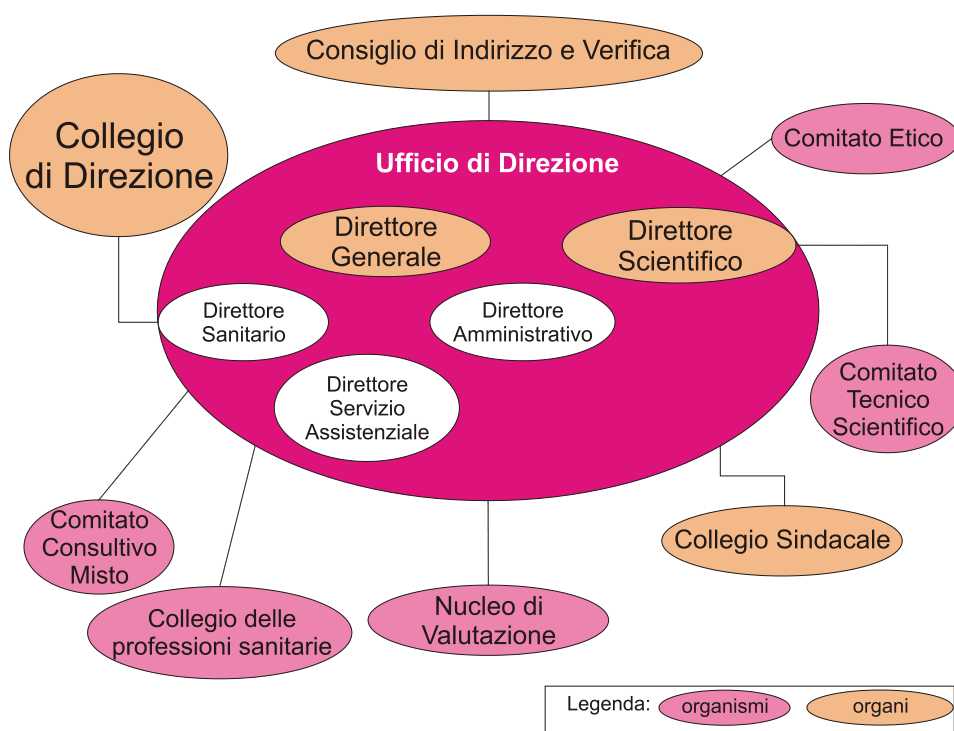 Consiglio di Indirizzo e Verifica
Collegio
di Direzione
Comitato Etico
Ufficio di Direzione
Direttore
Generale
Direttore
Scientifico
Direttore
Sanitario
Direttore
Amministrativo
Direttore
Servizio
Assistenziale
Comitato
Tecnico
Scientifico
Comitato
Consultivo
Misto
Collegio Sindacale
Collegio delle
professioni sanitarie
Nucleo di
Valutazione
Legenda: organismi organi